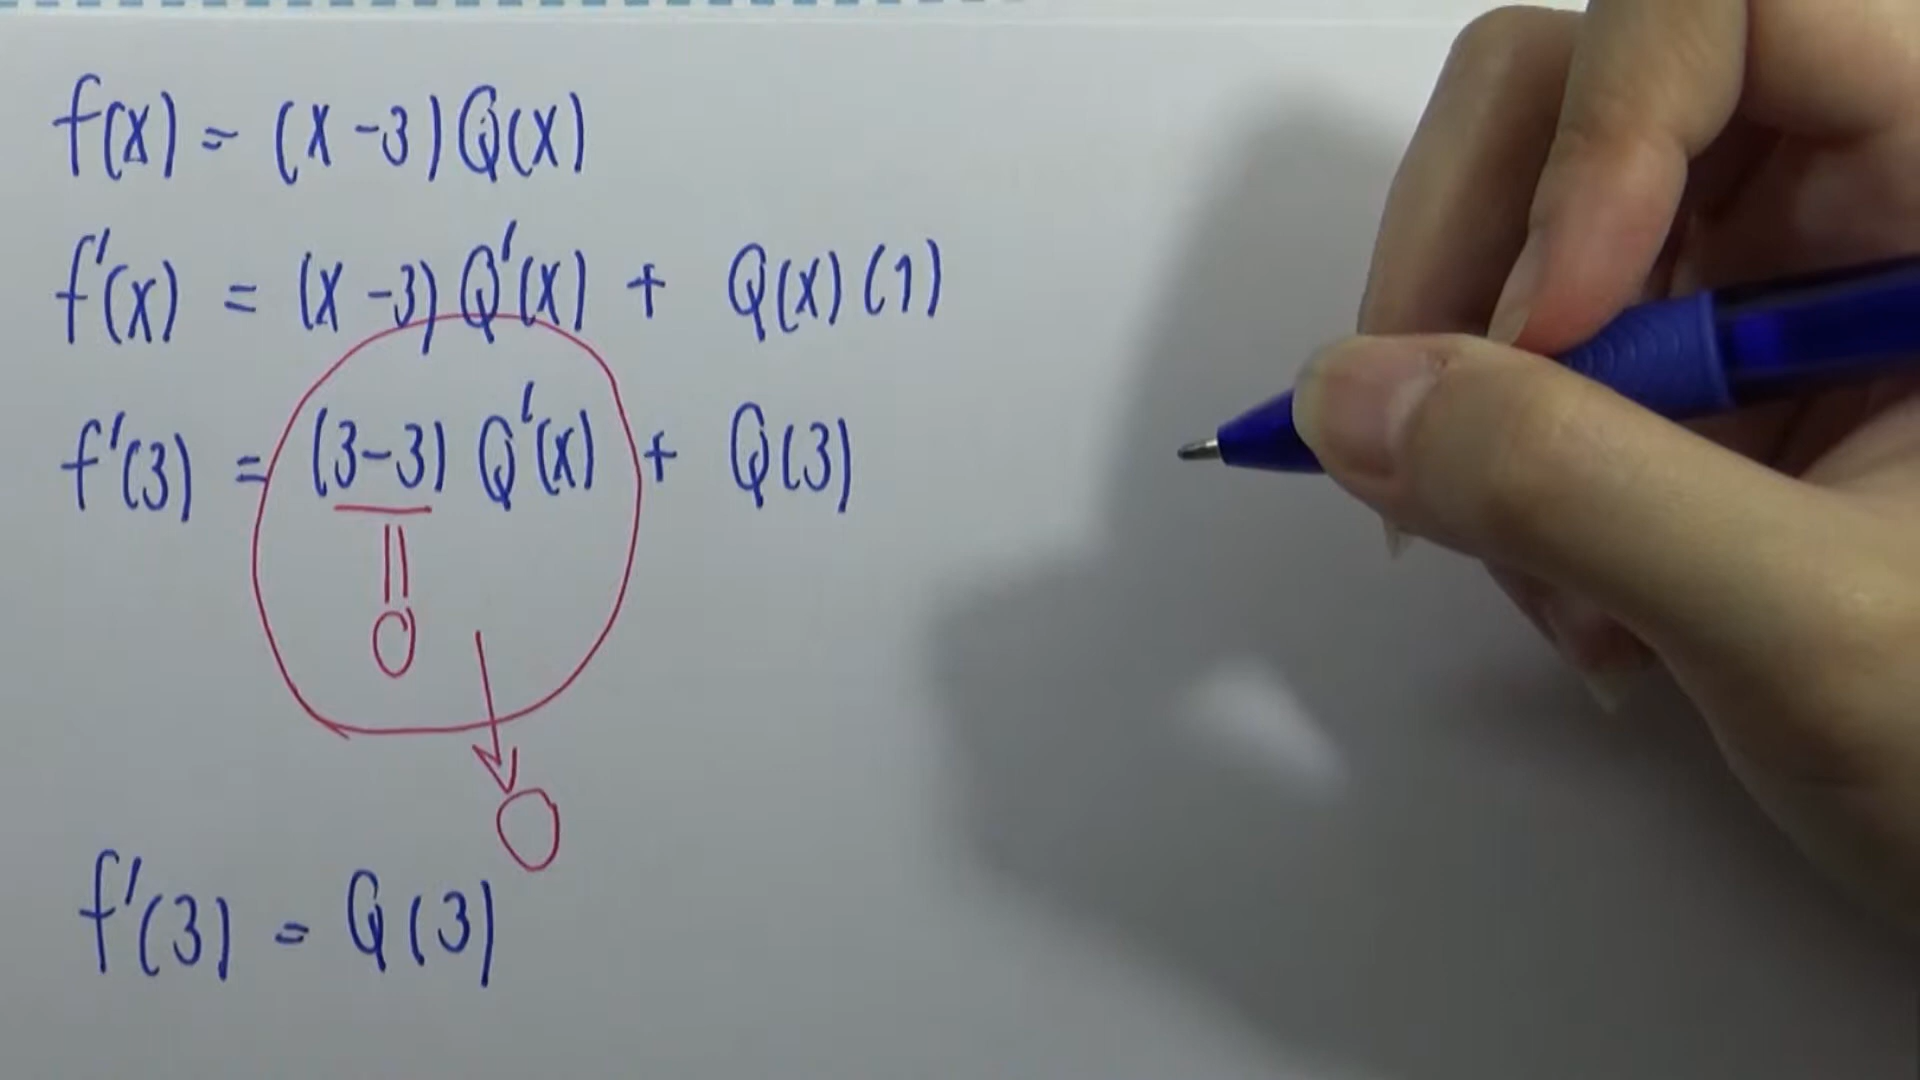 f(x) = (x-3)Q(x)
f'(x) = (x-3)Q'(x) + Q(x)(1)
f'(3) = (3-3) Q'(x) + Q(3)
||
0
0
f'(3) = Q(3)